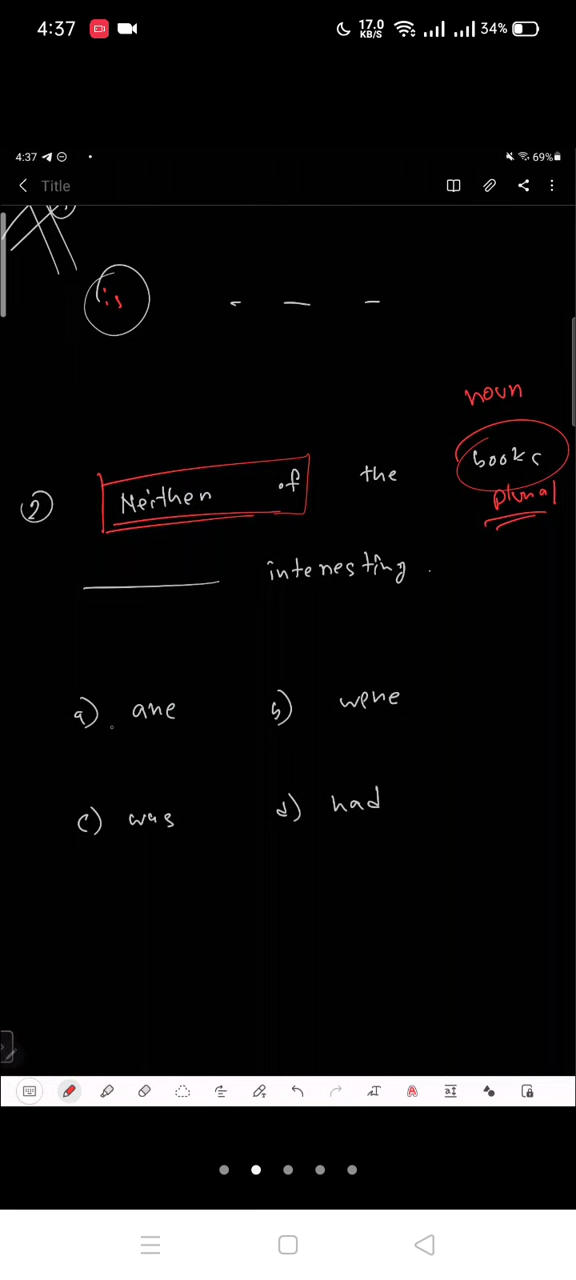 4:37
17.0
KB/S
34%
4:37
69%
Title
is
noun
② Neither of the books
plural
interesting.
a) are b) were
c) was d) had